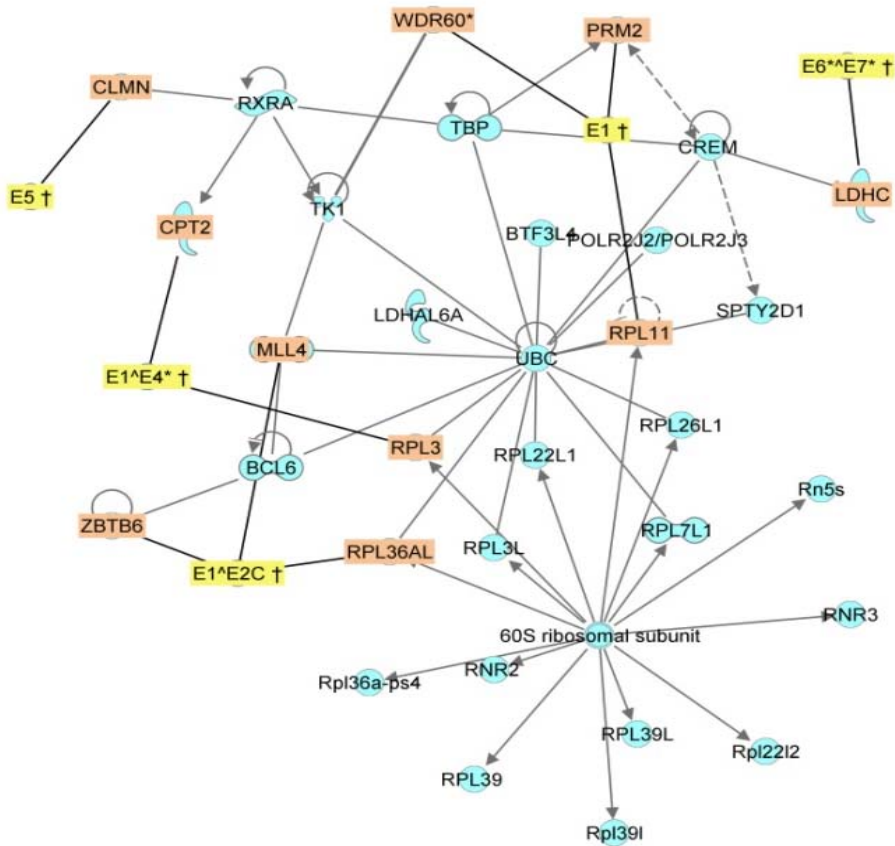 WDR60*
PRM2
E6*^E7* †
CLMN
RXRA
TBP
E1 †
CREM
E5 †
TK1
LDHC
CPT2
BTF3L4
POLR2J2/POLR2J3
LDHAL6A
SPTY2D1
RPL11
MLL4
UBC
E1^E4* †
RPL26L1
RPL3
RPL22L1
BCL6
Rn5s
ZBTB6
RPL7L1
RPL36AL
RPL3L
E1^E2C †
RNR3
60S ribosomal subunit
RNR2
Rpl36a-ps4
RPL39L
Rpl22l2
RPL39
Rpl39l